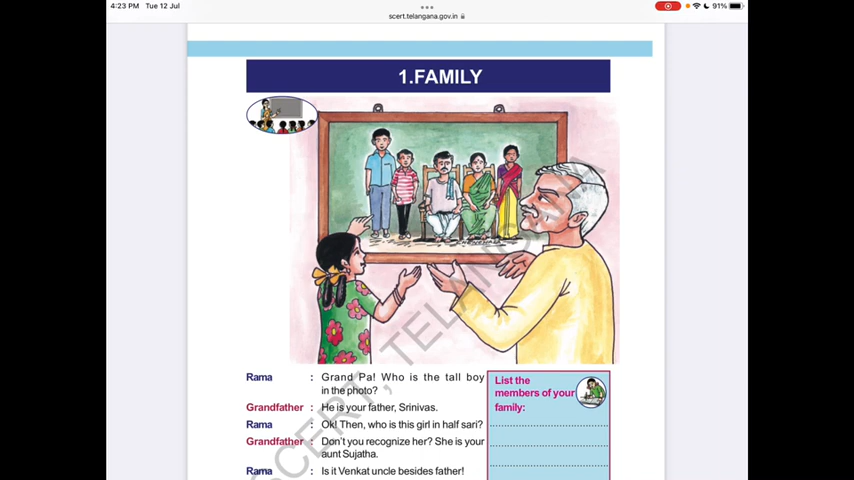 4:23 PM Tue 12 Jul
91%
scert.telangana.gov.in
1.FAMILY
Rama : Grand Pa! Who is the tall boy
in the photo?
Grandfather : He is your father, Srinivas.
Rama : Ok! Then, who is this girl in half sari?
Grandfather : Don't you recognize her? She is your
aunt Sujatha.
Rama : Is it Venkat uncle besides father!
List the
members of your
family:
SCERT, TELANGANA